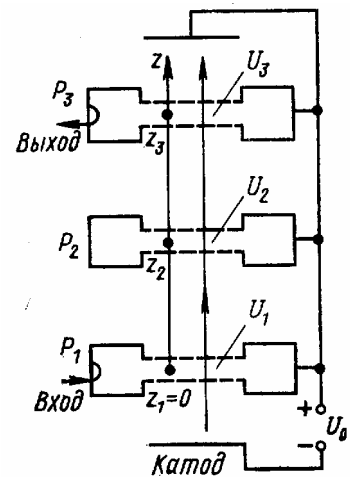 z
P₃
U₃
Выход
z₃
U₂
P₂
z₂
P₁
U₁
Вход
z₁=0
+
U₀
−
Катод